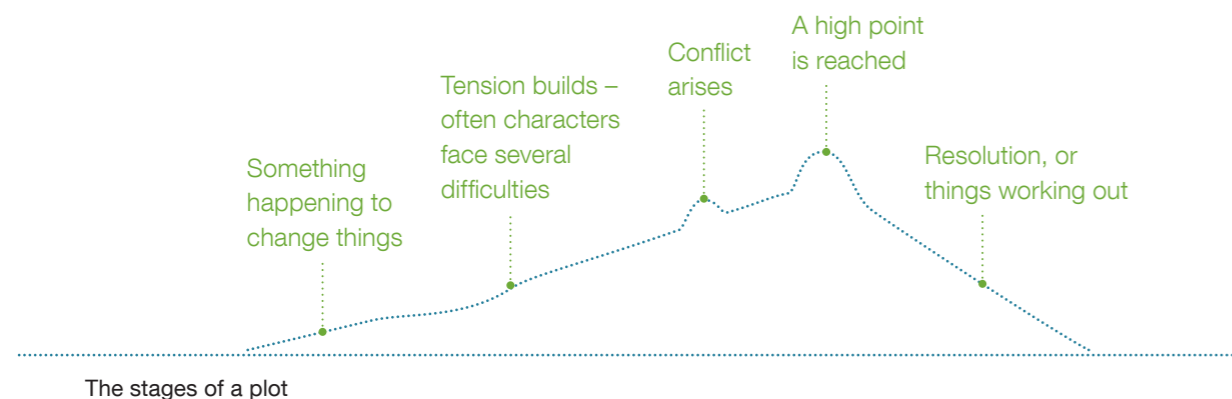 Something
happening to
change things
Tension builds –
often characters
face several
difficulties
Conflict
arises
A high point
is reached
Resolution, or
things working out
The stages of a plot